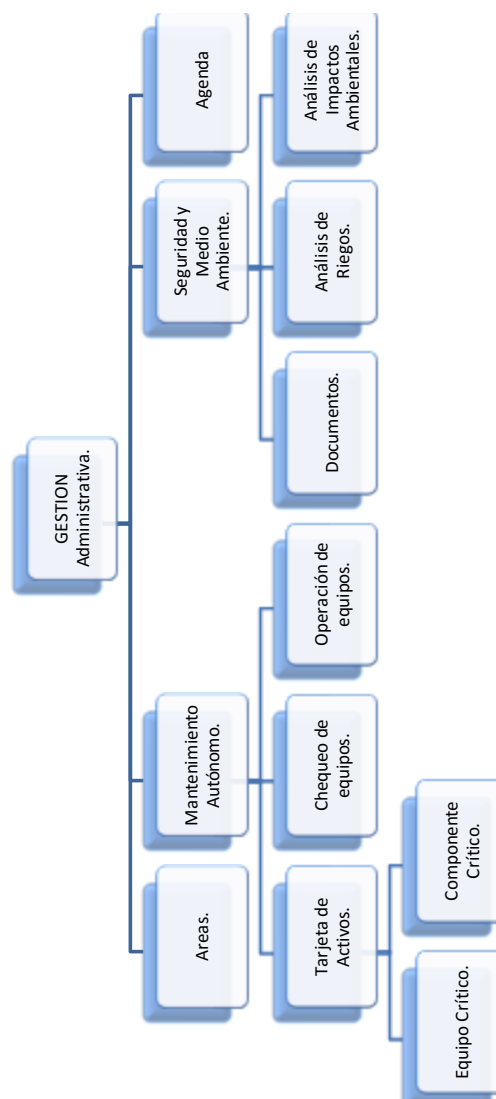 GESTION
Administrativa.
Areas.
Mantenimiento
Autónomo.
Seguridad y
Medio
Ambiente.
Agenda
Tarjeta de
Activos.
Chequeo de
equipos.
Operación de
equipos.
Documentos.
Análisis de
Riegos.
Análisis de
Impactos
Ambientales.
Equipo Crítico.
Componente
Crítico.